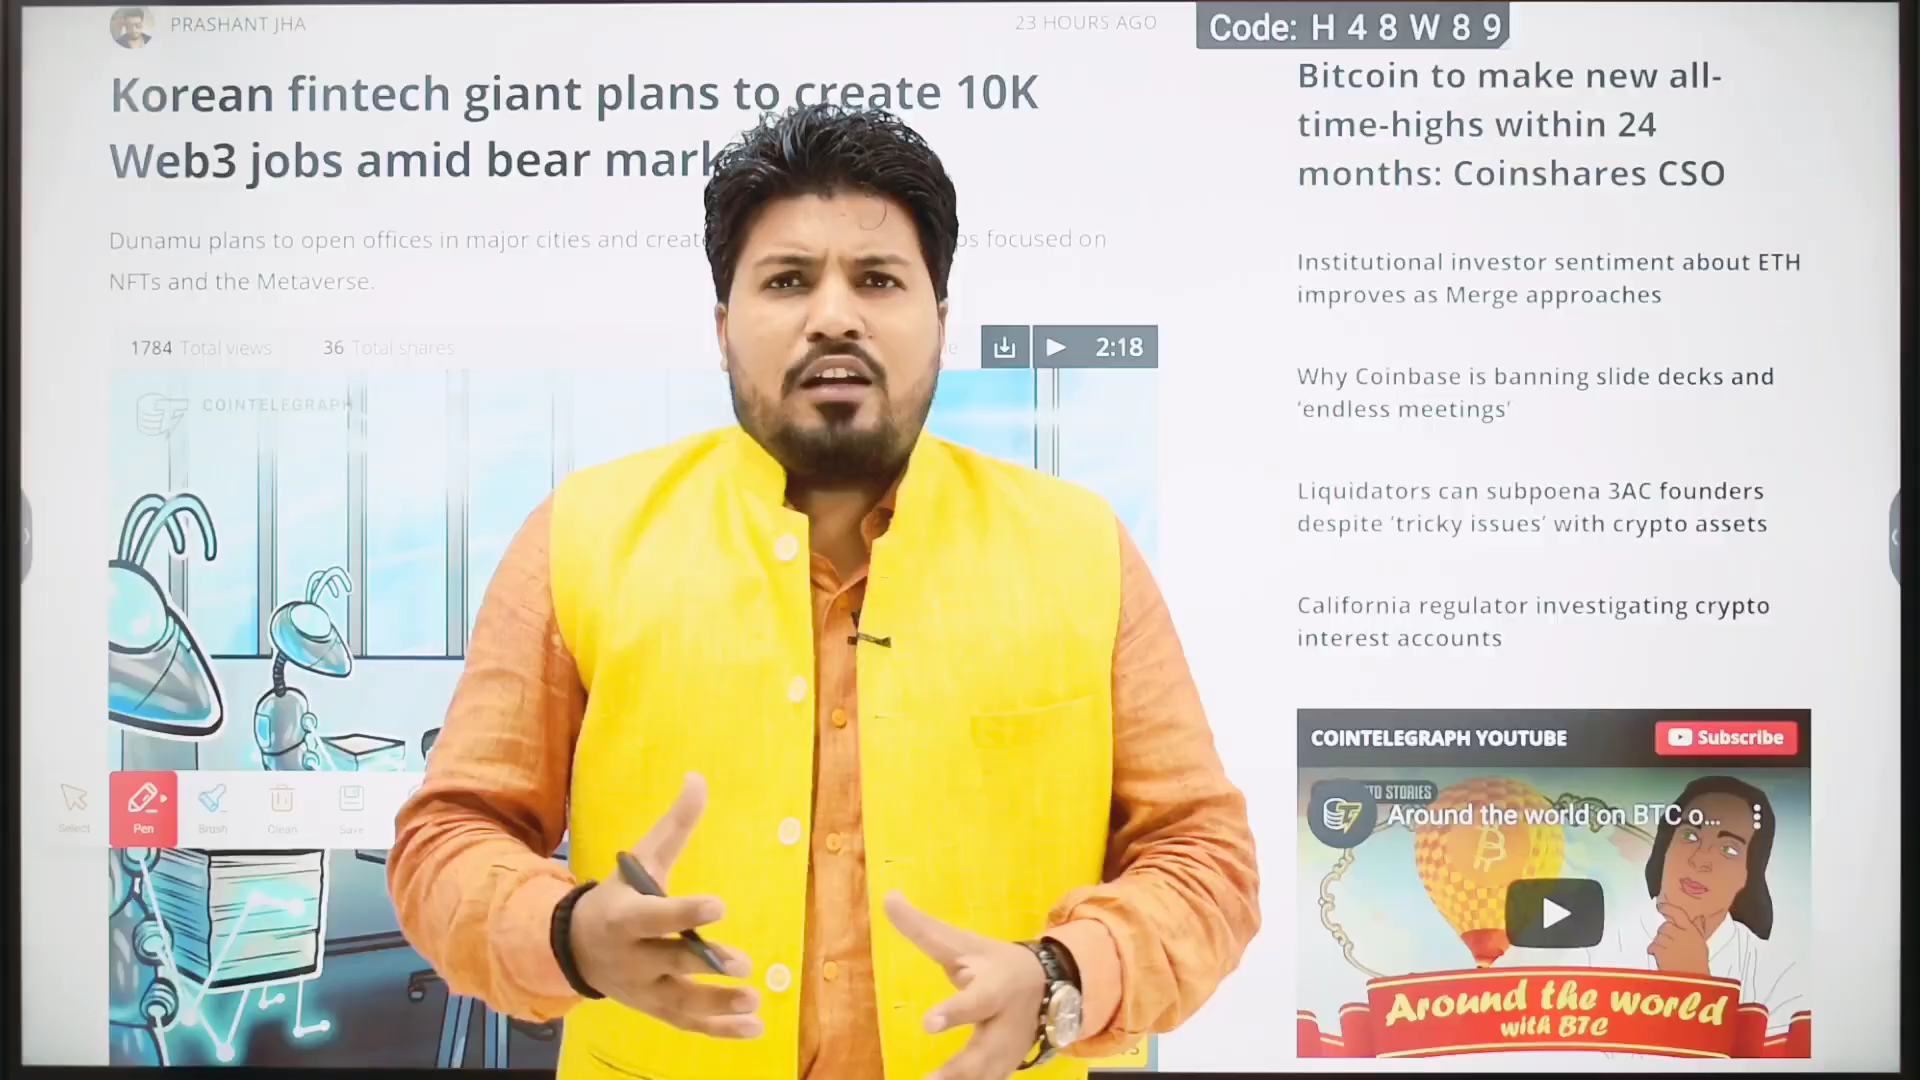 PRASHANT JHA
23 HOURS AGO
Code: H 4 8 W 8 9
Korean fintech giant plans to create 10K
Web3 jobs amid bear mark
Dunamu plans to open offices in major cities and creat
ps focused on
NFTs and the Metaverse.
1784 Total views
36 Total shares
2:18
COINTELEGRAPH
Select
Pen
Brush
Clean
Save
Bitcoin to make new all-
time-highs within 24
months: Coinshares CSO
Institutional investor sentiment about ETH
improves as Merge approaches
Why Coinbase is banning slide decks and
‘endless meetings’
Liquidators can subpoena 3AC founders
despite ‘tricky issues’ with crypto assets
California regulator investigating crypto
interest accounts
COINTELEGRAPH YOUTUBE
Subscribe
TO STORIES
Around the world on BTC o...
Around the world
with BTC